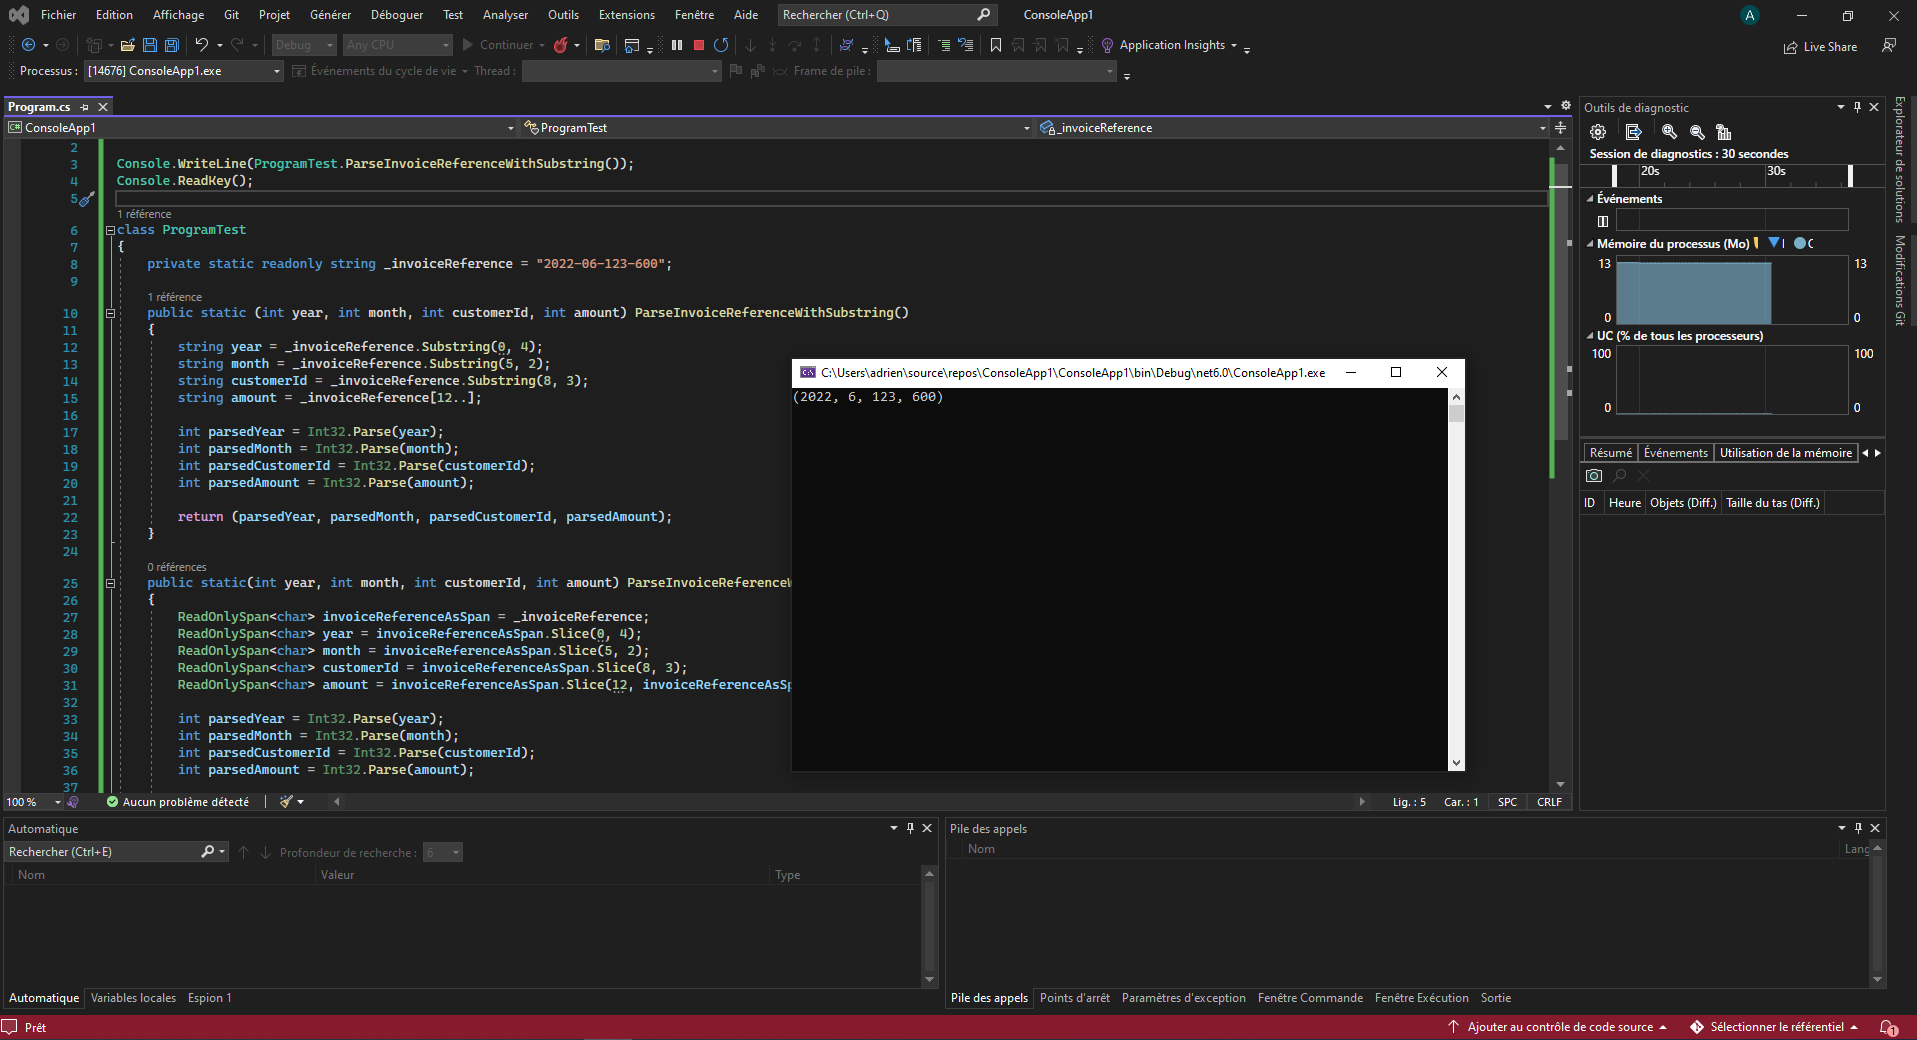 Fichier Edition Affichage Git Projet Générer Déboguer Test Analyser Outils Extensions Fenêtre Aide Rechercher (Ctrl+Q) ConsoleApp1 A
Debug Any CPU Continuer Application Insights Live Share
Processus : [14676] ConsoleApp1.exe Événements du cycle de vie Thread : Frame de pile :
Program.cs
C# ConsoleApp1 ProgramTest _invoiceReference
2
3 Console.WriteLine(ProgramTest.ParseInvoiceReferenceWithSubstring());
4 Console.ReadKey();
5
1 référence
6 class ProgramTest
7 {
8 private static readonly string _invoiceReference = "2022-06-123-600";
9
1 référence
10 public static (int year, int month, int customerId, int amount) ParseInvoiceReferenceWithSubstring()
11 {
12 string year = _invoiceReference.Substring(0, 4);
13 string month = _invoiceReference.Substring(5, 2);
14 string customerId = _invoiceReference.Substring(8, 3);
15 string amount = _invoiceReference[12..];
16
17 int parsedYear = Int32.Parse(year);
18 int parsedMonth = Int32.Parse(month);
19 int parsedCustomerId = Int32.Parse(customerId);
20 int parsedAmount = Int32.Parse(amount);
21
22 return (parsedYear, parsedMonth, parsedCustomerId, parsedAmount);
23 }
24
0 références
25 public static(int year, int month, int customerId, int amount) ParseInvoiceReferenceW
26 {
27 ReadOnlySpan<char> invoiceReferenceAsSpan = _invoiceReference;
28 ReadOnlySpan<char> year = invoiceReferenceAsSpan.Slice(0, 4);
29 ReadOnlySpan<char> month = invoiceReferenceAsSpan.Slice(5, 2);
30 ReadOnlySpan<char> customerId = invoiceReferenceAsSpan.Slice(8, 3);
31 ReadOnlySpan<char> amount = invoiceReferenceAsSpan.Slice(12, invoiceReferenceAsSp
32
33 int parsedYear = Int32.Parse(year);
34 int parsedMonth = Int32.Parse(month);
35 int parsedCustomerId = Int32.Parse(customerId);
36 int parsedAmount = Int32.Parse(amount);
37
C:\Users\adrien\source\repos\ConsoleApp1\ConsoleApp1\bin\Debug\net6.0\ConsoleApp1.exe
(2022, 6, 123, 600)
100 % Aucun problème détecté Lig. : 5 Car. : 1 SPC CRLF
Outils de diagnostic
Session de diagnostics : 30 secondes
20s 30s
Événements
Mémoire du processus (Mo)
13 13
0 0
UC (% de tous les processeurs)
100 100
0 0
Résumé Événements Utilisation de la mémoire
ID Heure Objets (Diff.) Taille du tas (Diff.)
Explorateur de solutions
Modifications Git
Automatique
Rechercher (Ctrl+E) Profondeur de recherche : 6
Nom Valeur Type
Automatique Variables locales Espion 1
Pile des appels
Nom Lang
Pile des appels Points d'arrêt Paramètres d'exception Fenêtre Commande Fenêtre Exécution Sortie
Prêt Ajouter au contrôle de code source Sélectionner le référentiel 1